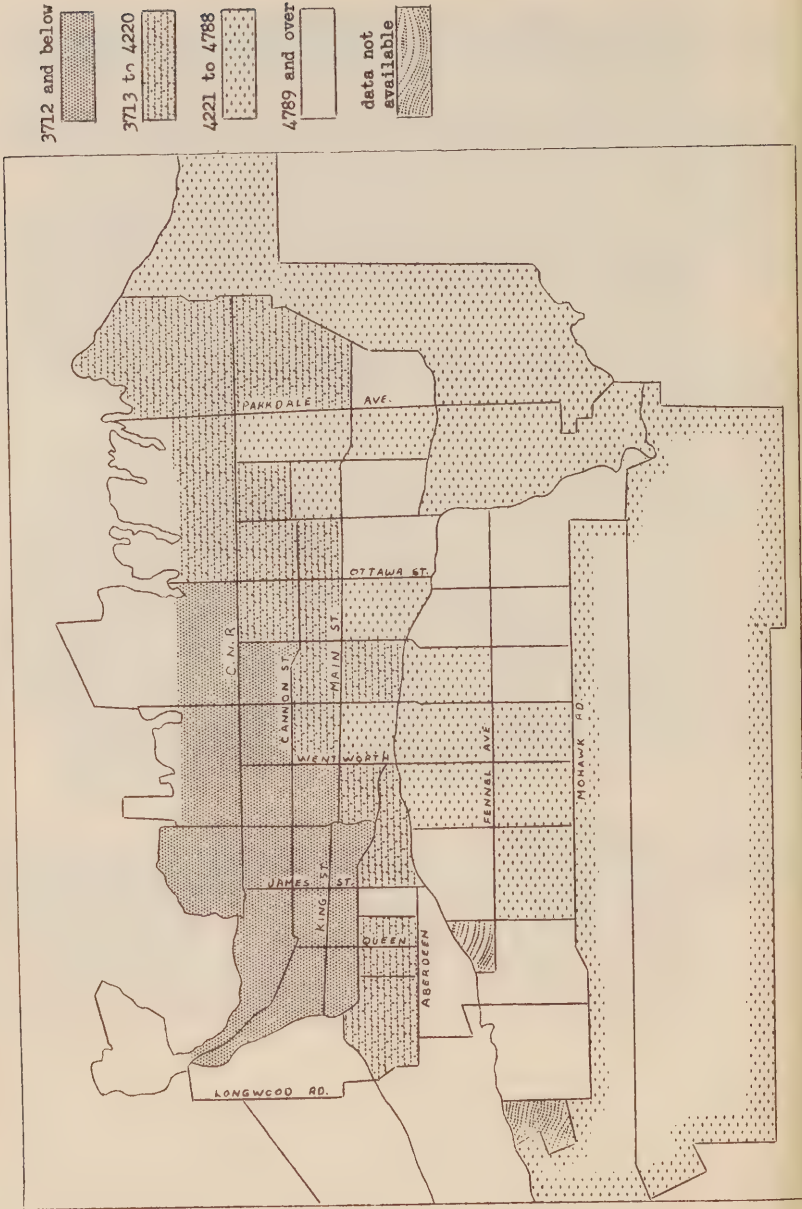 3712 and below
3713 to 4220
4221 to 4788
4789 and over
data not
available
PARKDALE AVE.
C.N.R.
OTTAWA ST.
CANNON ST.
MAIN ST.
WENTWORTH
FENNEL AVE
MOHAWK RD.
JAMES ST.
KING ST.
QUEEN
ABERDEEN
LONGWOOD RD.